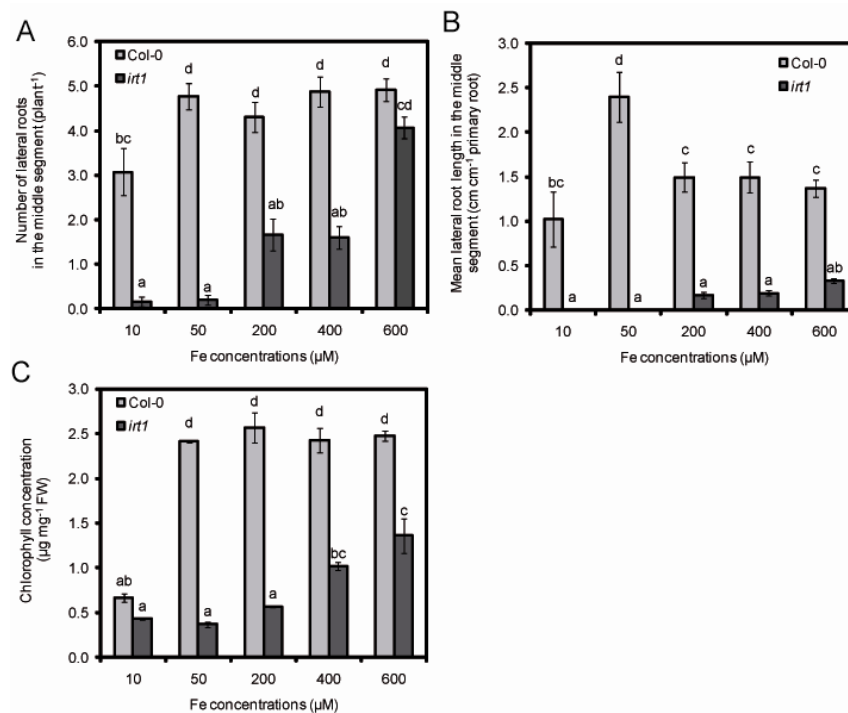 A
Number of lateral roots
in the middle segment (plant⁻¹)
6.0
5.0
4.0
3.0
2.0
1.0
0.0
Col-0
irt1
bc
a
d
a
d
ab
d
ab
d
cd
10
50
200
400
600
Fe concentrations (µM)
B
Mean lateral root length in the middle
segment (cm cm⁻¹ primary root)
3.0
2.5
2.0
1.5
1.0
0.5
0.0
Col-0
irt1
bc
a
d
a
c
a
c
a
c
ab
10
50
200
400
600
Fe concentrations (µM)
C
Chlorophyll concentration
(µg mg⁻¹ FW)
3.0
2.5
2.0
1.5
1.0
0.5
0.0
Col-0
irt1
ab
a
d
a
d
a
d
bc
d
c
10
50
200
400
600
Fe concentrations (µM)